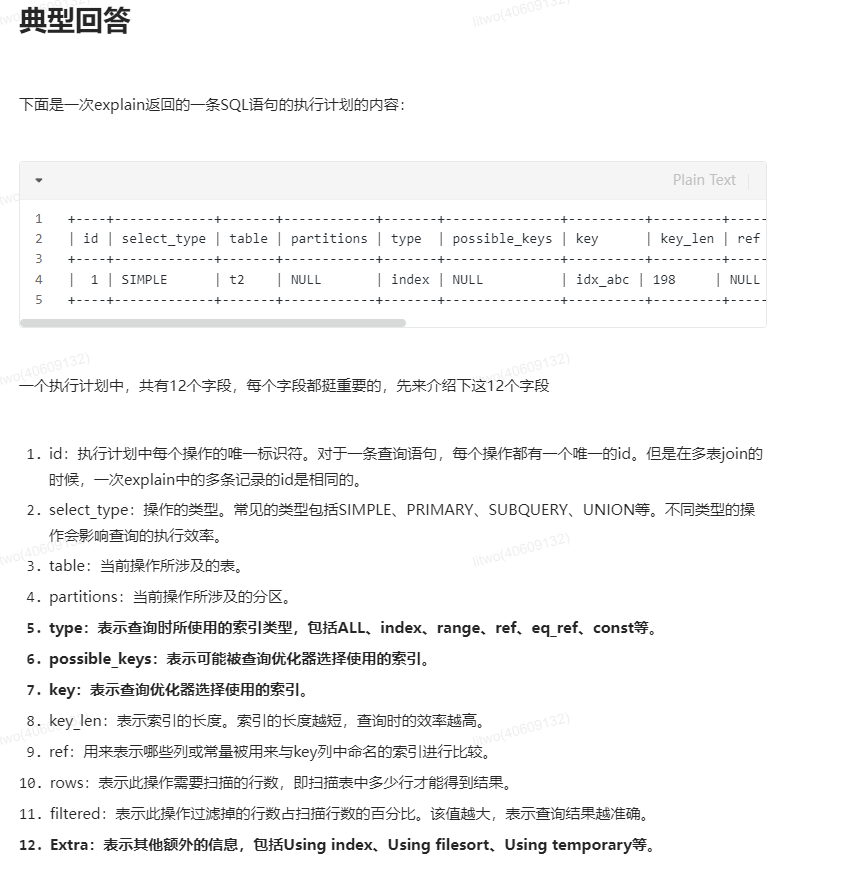 典型回答
下面是一次explain返回的一条SQL语句的执行计划的内容：
Plain Text
1 +----+-------------+-------+------------+-------+---------------+----------+---------+-----
2 | id | select_type | table | partitions | type  | possible_keys | key      | key_len | ref
3 +----+-------------+-------+------------+-------+---------------+----------+---------+-----
4 |  1 | SIMPLE      | t2    | NULL       | index | NULL          | idx_abc | 198     | NULL
5 +----+-------------+-------+------------+-------+---------------+----------+---------+-----
一个执行计划中，共有12个字段，每个字段都挺重要的，先来介绍下这12个字段
1. id：执行计划中每个操作的唯一标识符。对于一条查询语句，每个操作都有一个唯一的id。但是在多表join的
时候，一次explain中的多条记录的id是相同的。
2. select_type：操作的类型。常见的类型包括SIMPLE、PRIMARY、SUBQUERY、UNION等。不同类型的操
作会影响查询的执行效率。
3. table：当前操作所涉及的表。
4. partitions：当前操作所涉及的分区。
5. type：表示查询时所使用的索引类型，包括ALL、index、range、ref、eq_ref、const等。
6. possible_keys：表示可能被查询优化器选择使用的索引。
7. key：表示查询优化器选择使用的索引。
8. key_len：表示索引的长度。索引的长度越短，查询时的效率越高。
9. ref：用来表示哪些列或常量被用来与key列中命名的索引进行比较。
10. rows：表示此操作需要扫描的行数，即扫描表中多少行才能得到结果。
11. filtered：表示此操作过滤掉的行数占扫描行数的百分比。该值越大，表示查询结果越准确。
12. Extra：表示其他额外的信息，包括Using index、Using filesort、Using temporary等。